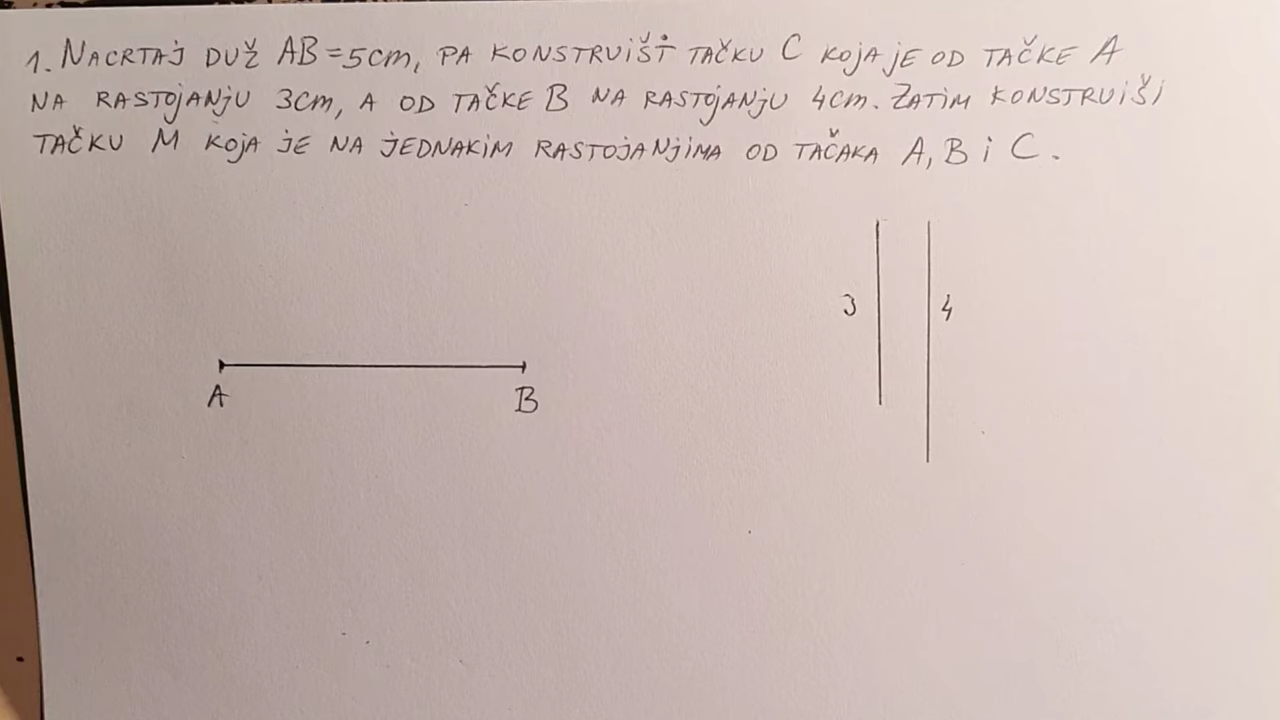 1. NACRTAJ DUŽ AB=5cm, PA KONSTRUIŠI TAČKU C KOJA JE OD TAČKE A
NA RASTOJANJU 3cm, A OD TAČKE B NA RASTOJANJU 4cm. ZATIM KONSTRUIŠI
TAČKU M KOJA JE NA JEDNAKIM RASTOJANJIMA OD TAČAKA A, B i C.
3 4
A B